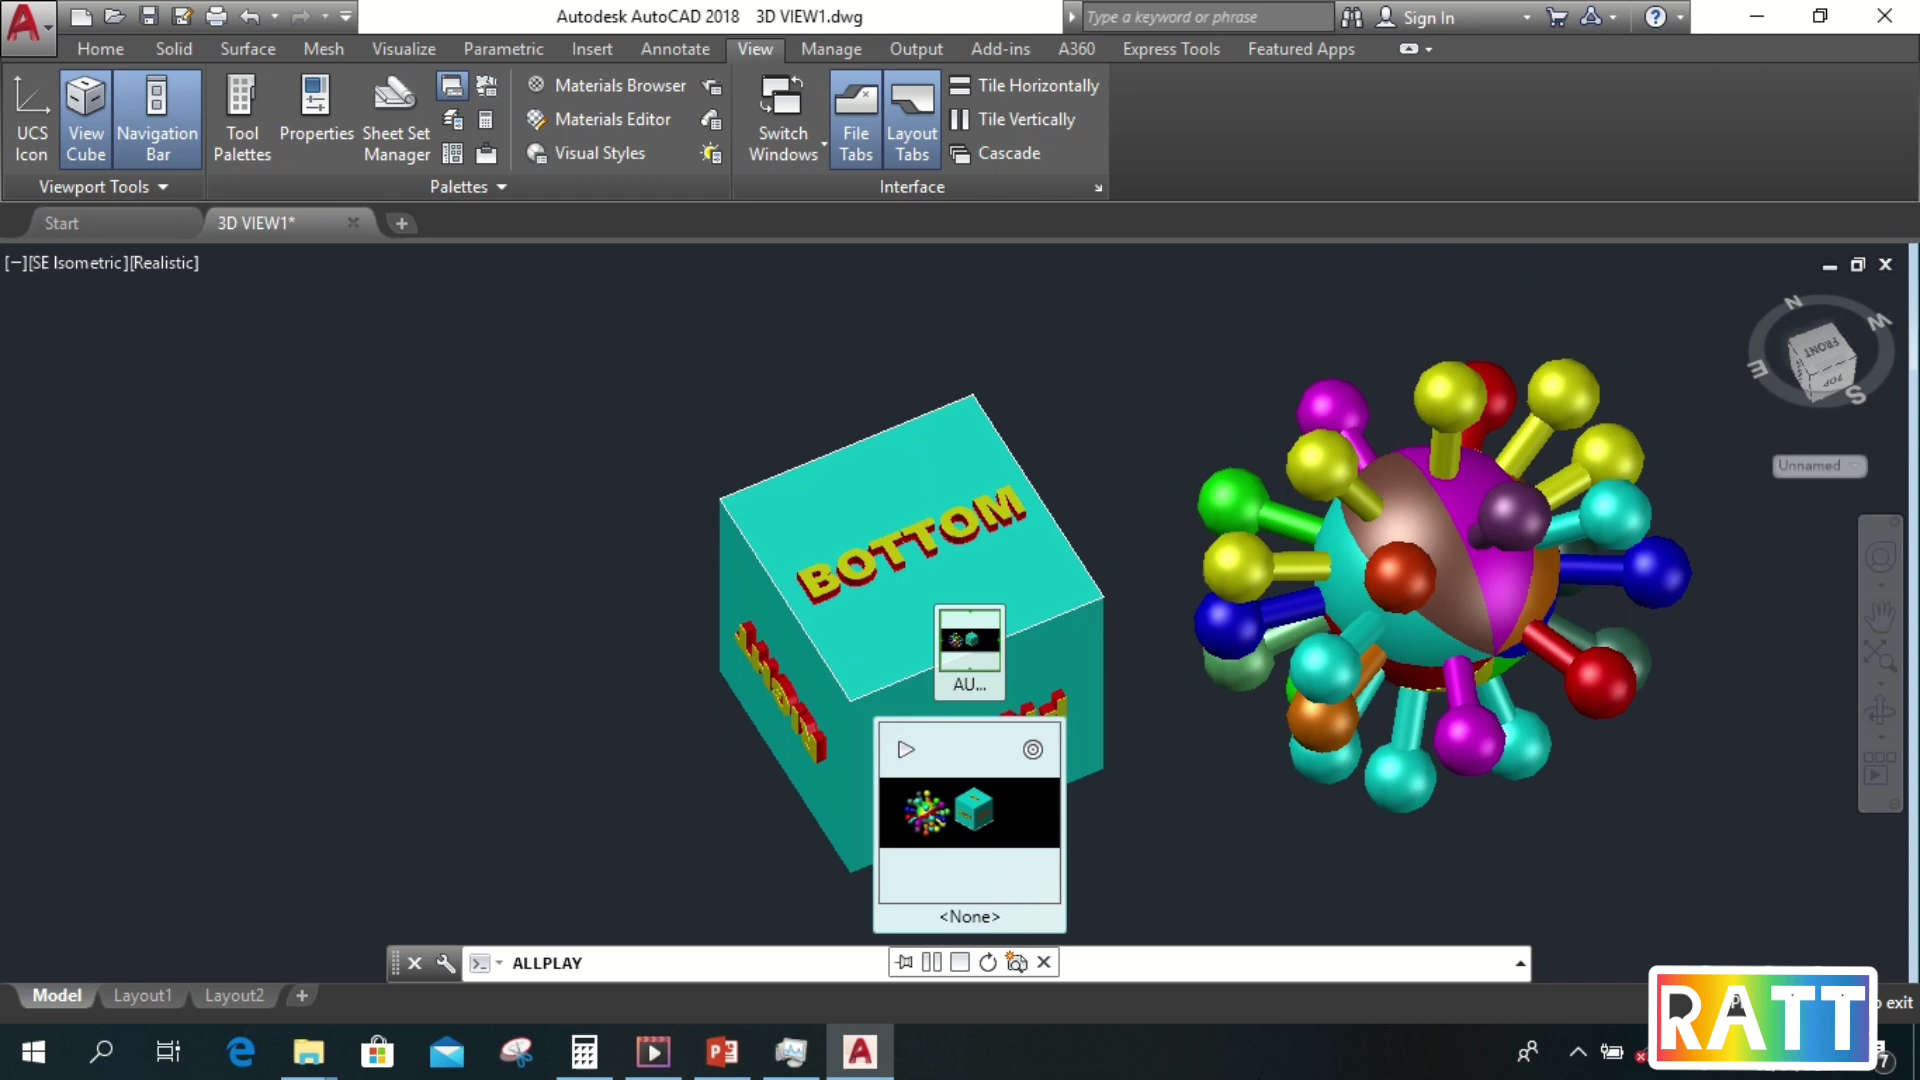 Autodesk AutoCAD 2018 3D VIEW1.dwg
Type a keyword or phrase
Sign In
Home Solid Surface Mesh Visualize Parametric Insert Annotate View Manage Output Add-ins A360 Express Tools Featured Apps
UCS Icon
View Cube
Navigation Bar
Tool Palettes
Properties
Sheet Set Manager
Materials Browser
Materials Editor
Visual Styles
Switch Windows
File Tabs
Layout Tabs
Tile Horizontally
Tile Vertically
Cascade
Viewport Tools
Palettes
Interface
Start
3D VIEW1*
[−][SE Isometric][Realistic]
N
W
FRONT
TOP
E
S
Unnamed
BOTTOM
FRONT
AU...
<None>
ALLPLAY
Model Layout1 Layout2
RATT
o exit
7